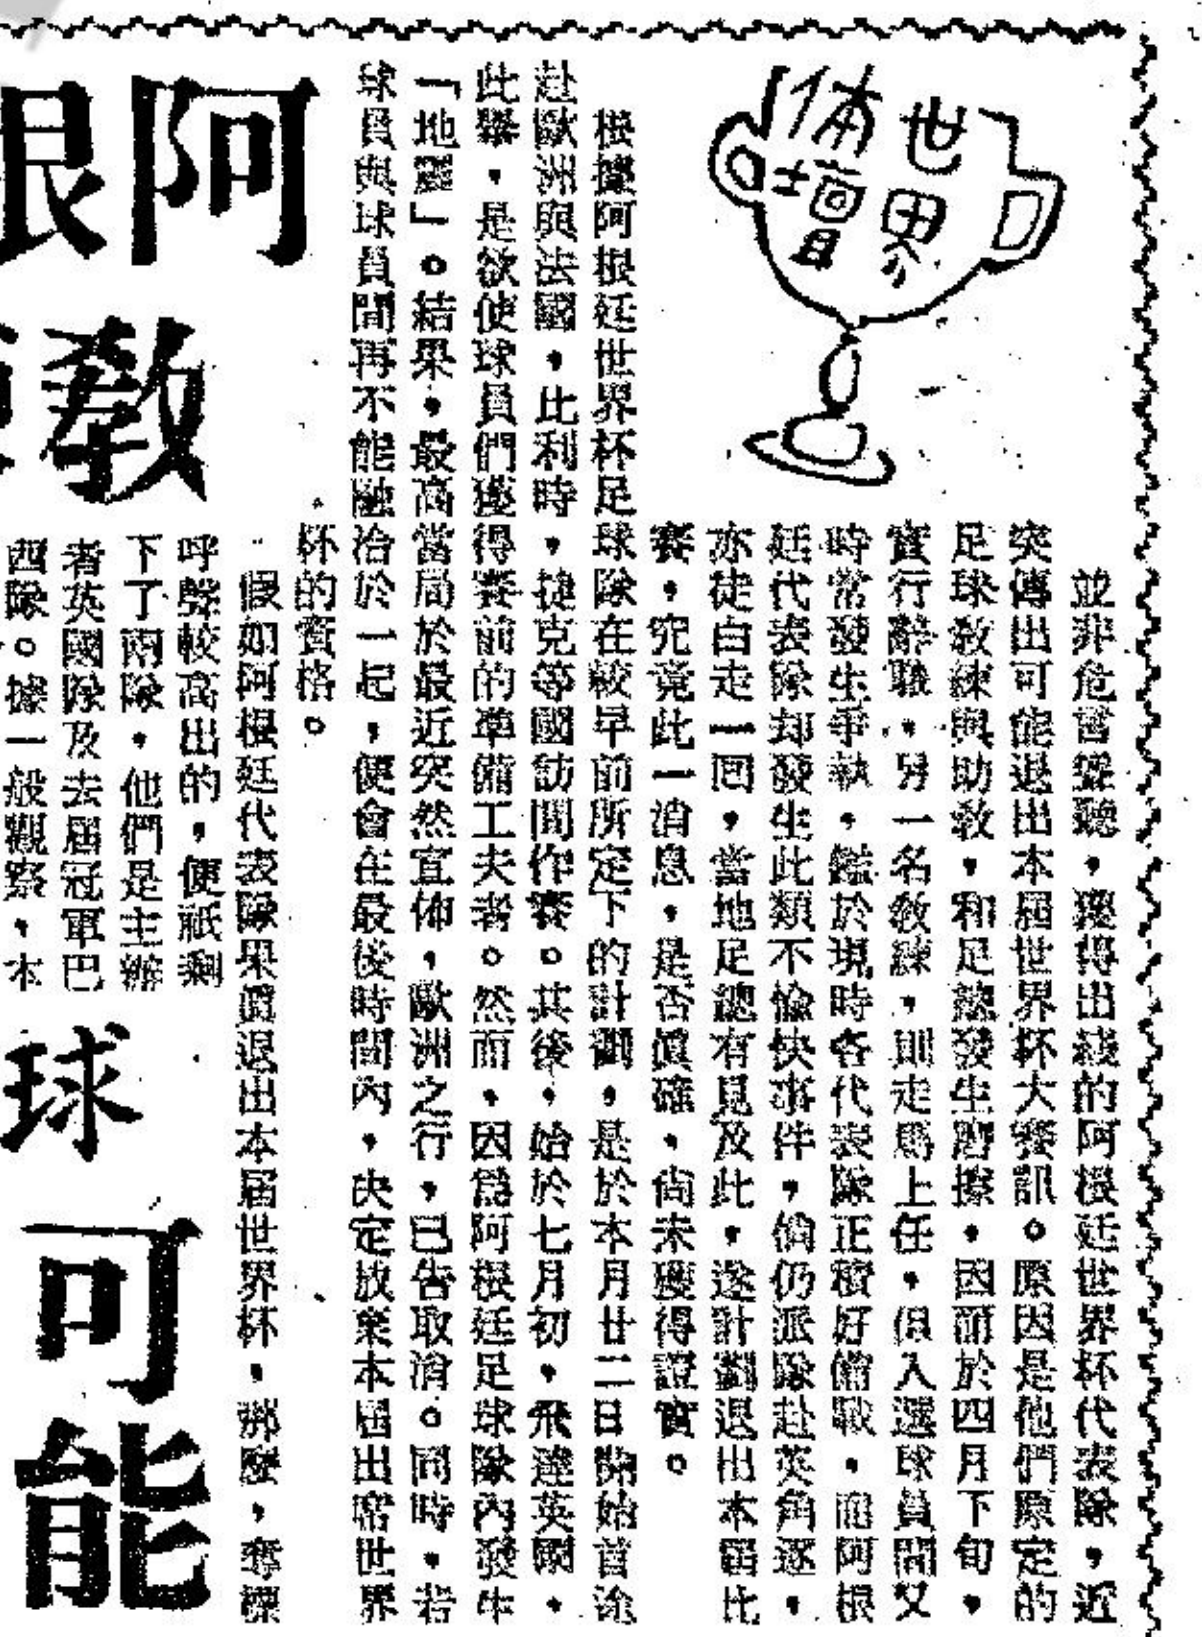 世界
体壇
並非危言聳聽，獲得出綫的阿根廷世界杯代表隊，近
突傳出可能退出本屆世界杯大賽訊。原因是他們原定的
足球教練與助教，和足總發生磨擦，因而於四月下旬，
實行辭職，另一名教練，則走馬上任，但入選球員間又
時常發生爭執，鑑於現時各代表隊正積好備戰，而阿根
廷代表隊却發生此類不愉快事件，倘仍派隊赴英角逐，
亦徒白走一回，當地足總有見及此，遂計劃退出本屆比
賽，究竟此一消息，是否眞確，尙未獲得證實。
根據阿根廷世界杯足球隊在較早前所定下的計劃，是於本月廿二日開始首途
赴歐洲與法國，比利時，捷克等國訪問作賽。其後，始於七月初，飛達英國，
此舉，是欲使球員們獲得賽前的準備工夫者。然而，因爲阿根廷足球隊內發生
「地震」。結果，最高當局於最近突然宣佈，歐洲之行，已告取消。同時，若
球員與球員間再不能融洽於一起，便會在最後時間內，決定放棄本屆出席世界
杯的資格。
假如阿根廷代表隊果眞退出本屆世界杯，那麼，奪標
呼聲較高出的，便祇剩
下了兩隊，他們是主辦
者英國隊及去屆冠軍巴
西隊。據一般觀察，本
阿根
教
球可能